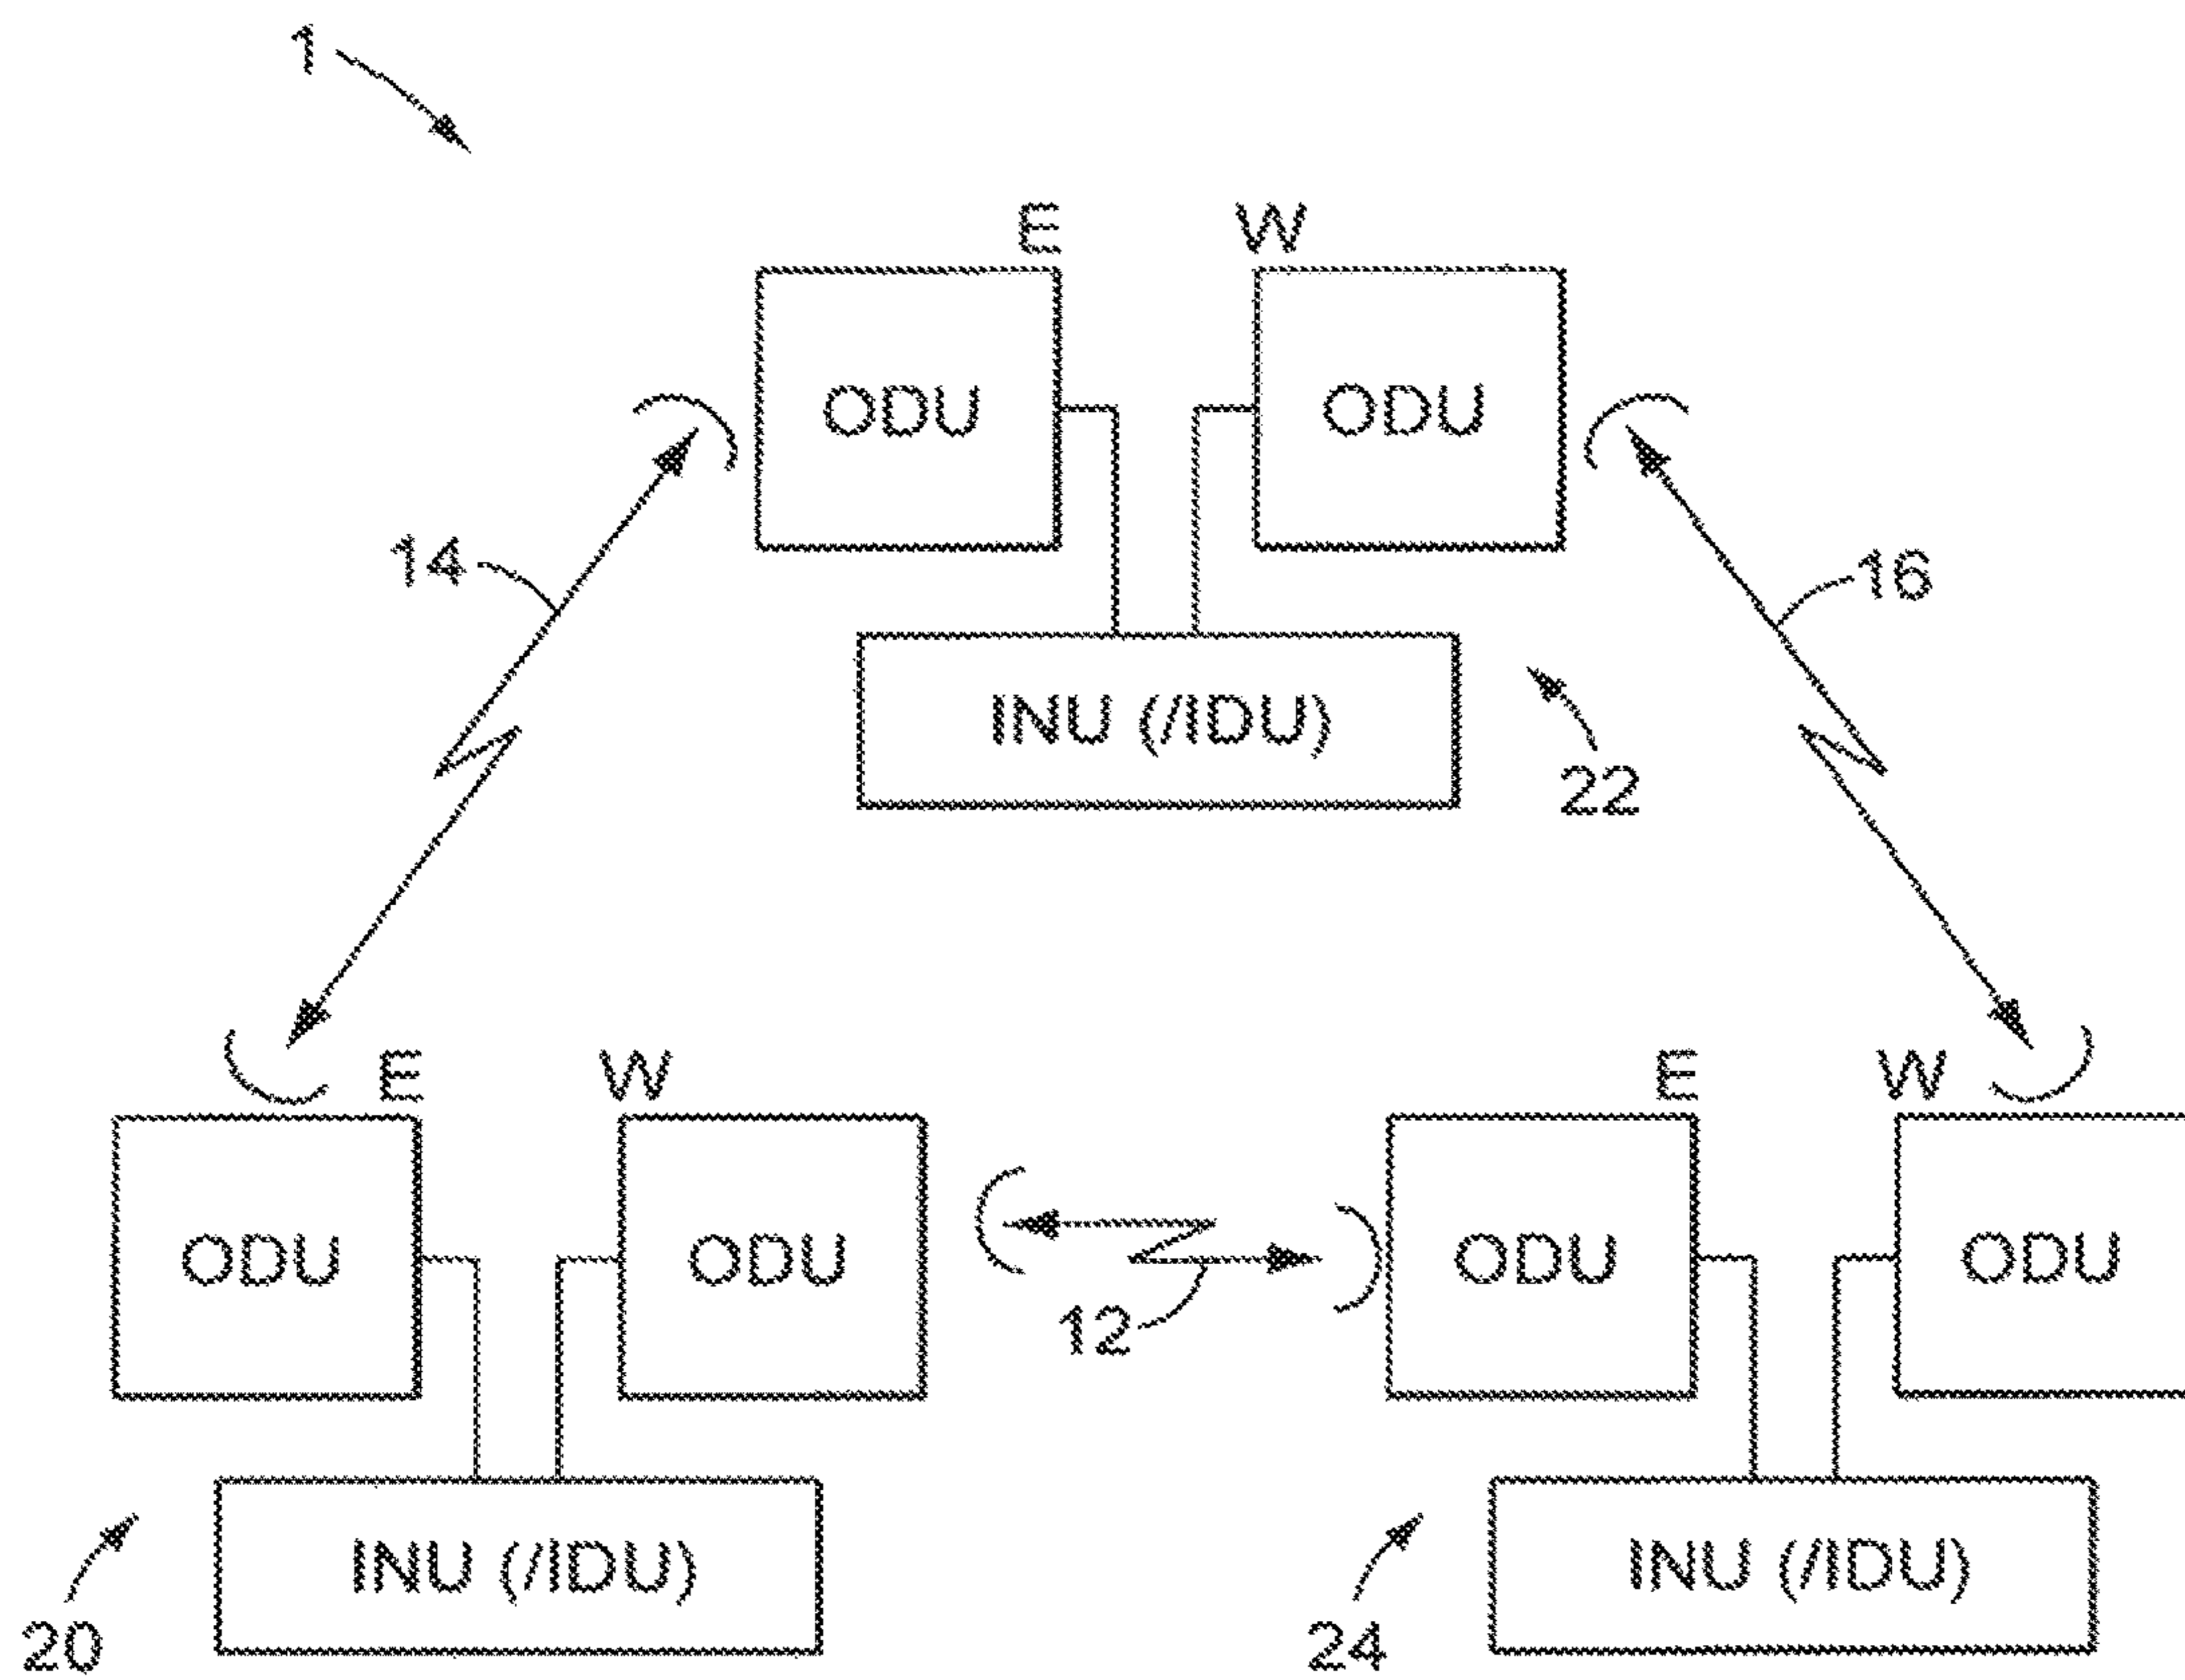 1
E W
ODU ODU
14 16
INU (/IDU)
22
E W E W
ODU ODU ODU ODU
12
INU (/IDU) INU (/IDU)
20 24